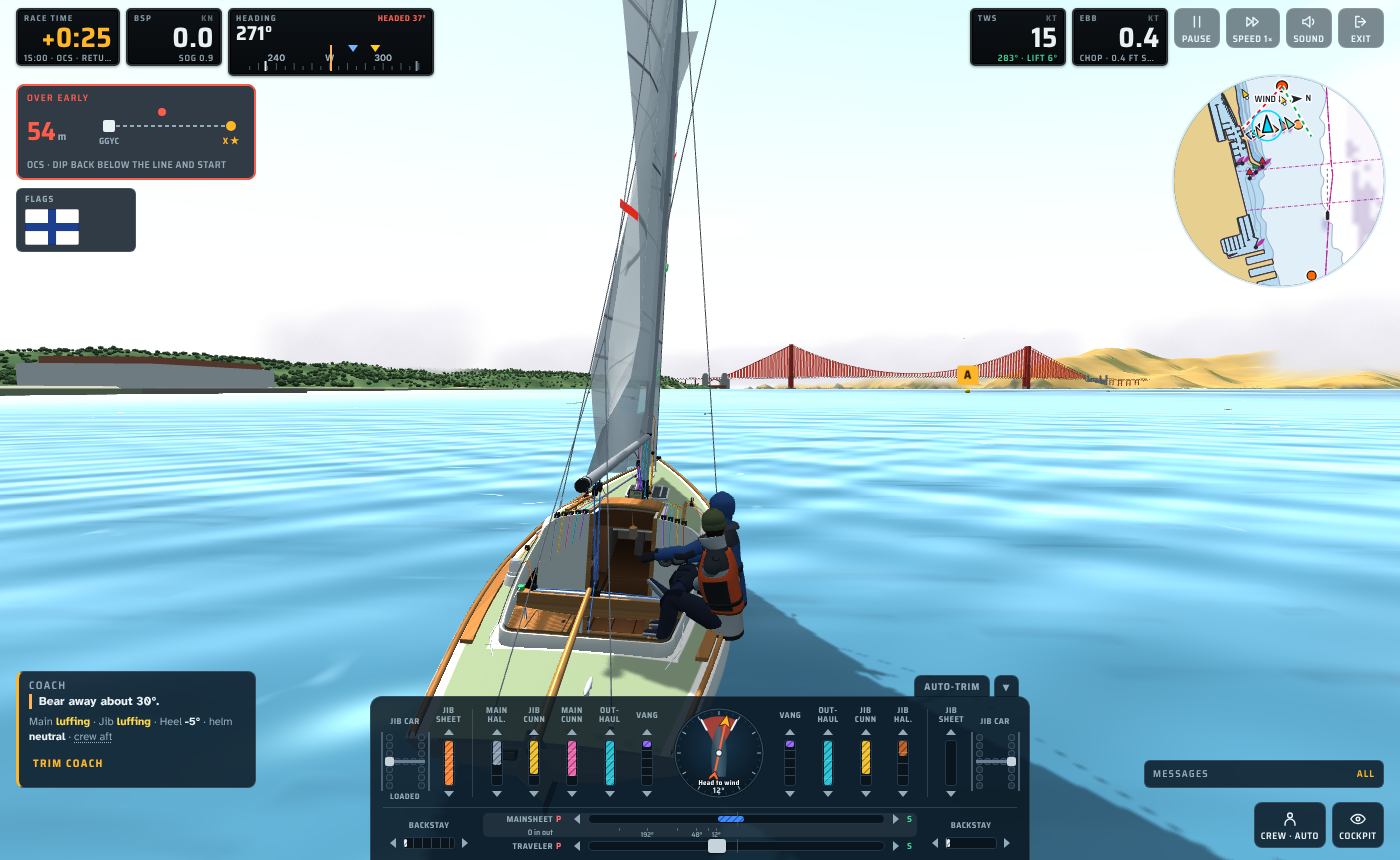 RACE TIME
+0:25
15:00 · OCS · RETU…
BSP KN
0.0
SOG 0.9
HEADING HEADED 37°
271°
240 W 300
TWS KT
15
283° · LIFT 6°
EBB KT
0.4
CHOP · 0.4 FT S…
PAUSE
SPEED 1×
SOUND
EXIT
OVER EARLY
54 m
GGYC X ★
OCS · DIP BACK BELOW THE LINE AND START
FLAGS
WIND N
A
COACH
Bear away about 30°.
Main luffing · Jib luffing · Heel -5° · helm
neutral · crew aft
TRIM COACH
AUTO-TRIM ▼
JIB CAR
LOADED
JIB SHEET
MAIN HAL.
JIB CUNN
MAIN CUNN
OUT-HAUL
VANG
Head to wind
12°
VANG
OUT-HAUL
JIB CUNN
JIB HAL.
JIB SHEET
JIB CAR
BACKSTAY
MAINSHEET P S
0 in out 192" 48" 12"
TRAVELER P S
BACKSTAY
MESSAGES ALL
CREW · AUTO
COCKPIT